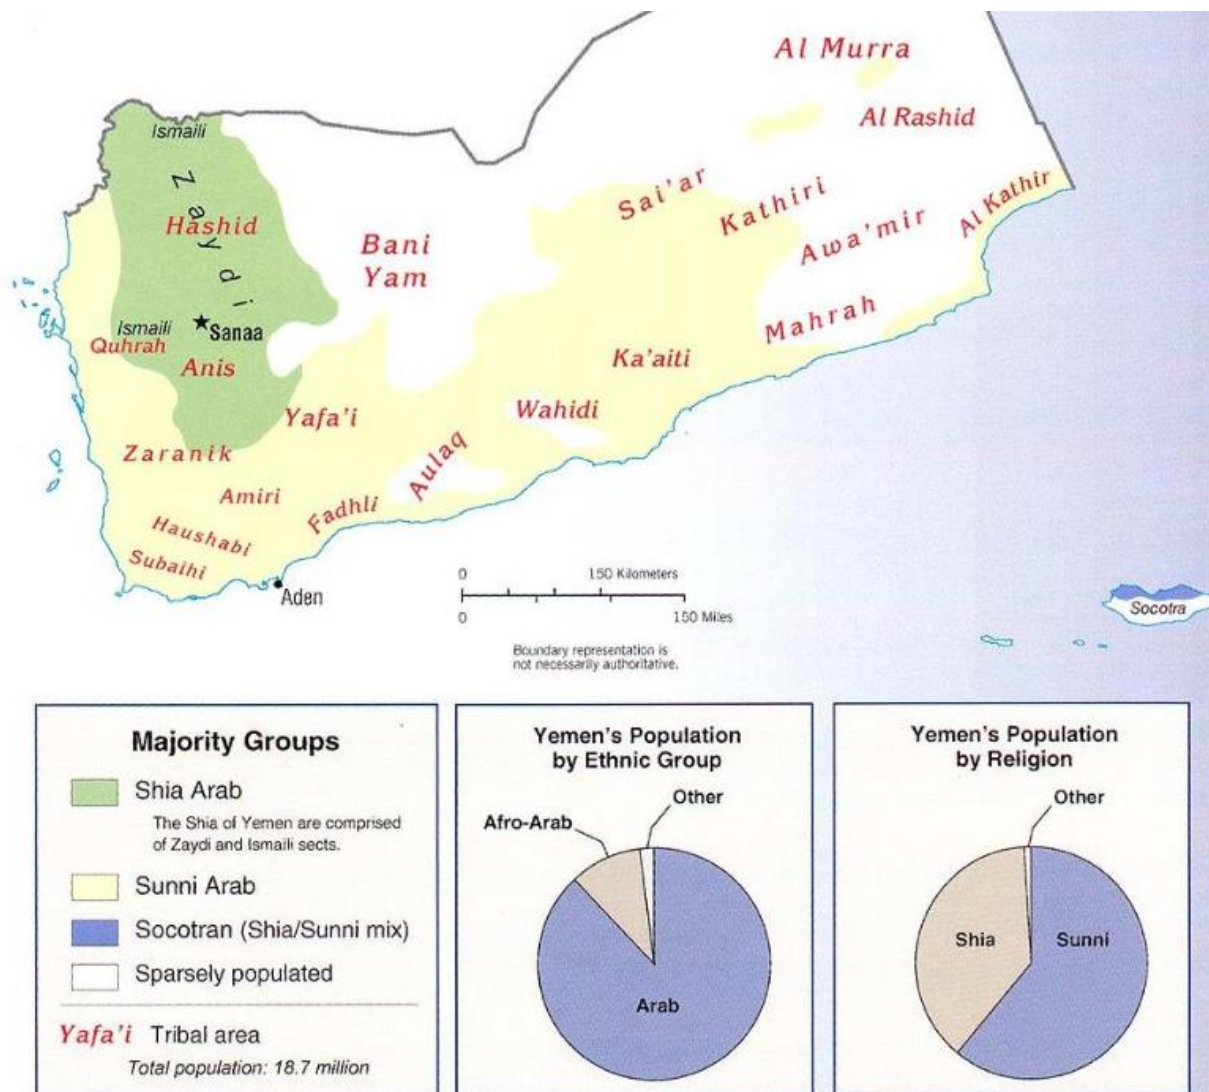 Al Murra
Al Rashid
Ismaili
Zaydi
Hashid
Sai'ar
Kathiri
Al Kathir
Awa'mir
Bani
Yam
Mahrah
Ismaili
Sanaa
Quhrah
Anis
Ka'aiti
Yafa'i
Wahidi
Zaranik
Aulaq
Amiri
Fadhli
Haushabi
Subaihi
Aden
0 150 Kilometers
0 150 Miles
Socotra
Boundary representation is
not necessarily authoritative.
Majority Groups
Shia Arab
The Shia of Yemen are comprised
of Zaydi and Ismaili sects.
Sunni Arab
Socotran (Shia/Sunni mix)
Sparsely populated
Yafa'i Tribal area
Total population: 18.7 million
Yemen's Population
by Ethnic Group
Other
Afro-Arab
Arab
Yemen's Population
by Religion
Other
Shia
Sunni